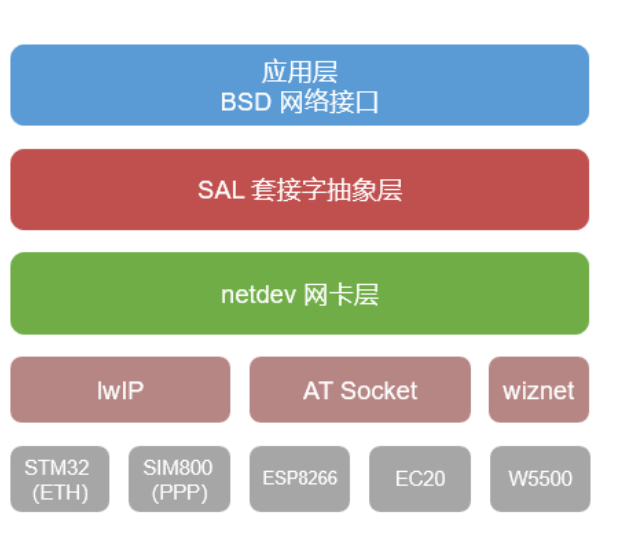 应用层
BSD 网络接口
SAL 套接字抽象层
netdev 网卡层
lwIP
AT Socket
wiznet
STM32
(ETH)
SIM800
(PPP)
ESP8266
EC20
W5500